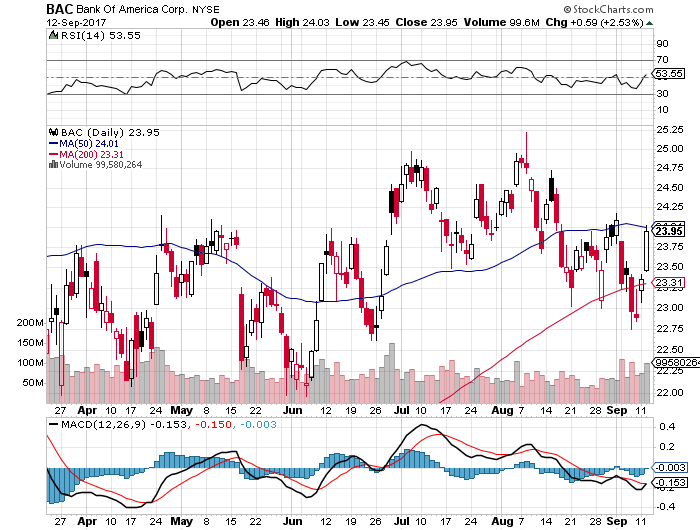 BAC Bank Of America Corp. NYSE © StockCharts.com
12-Sep-2017 Open 23.46 High 24.03 Low 23.45 Close 23.95 Volume 99.6M Chg +0.59 (+2.53%)
RSI(14) 53.55
90
70
53.55
30
10
BAC (Daily) 23.95
MA(50) 24.01
MA(200) 23.31
Volume 99,580,264
25.25
25.00
24.75
24.50
24.25
23.95
23.75
23.50
23.31
23.25
23.00
22.75
22.50
22.25
22.00
200M
150M
100M
50M
99580264
27 Apr 10 17 24 May 8 15 22 Jun 12 19 26 Jul 10 17 24 Aug 7 14 21 28 Sep 11
MACD(12,26,9) -0.153, -0.150, -0.003
0.4
0.2
-0.003
-0.153
-0.2
-0.4
27 Apr 10 17 24 May 8 15 22 Jun 12 19 26 Jul 10 17 24 Aug 7 14 21 28 Sep 11